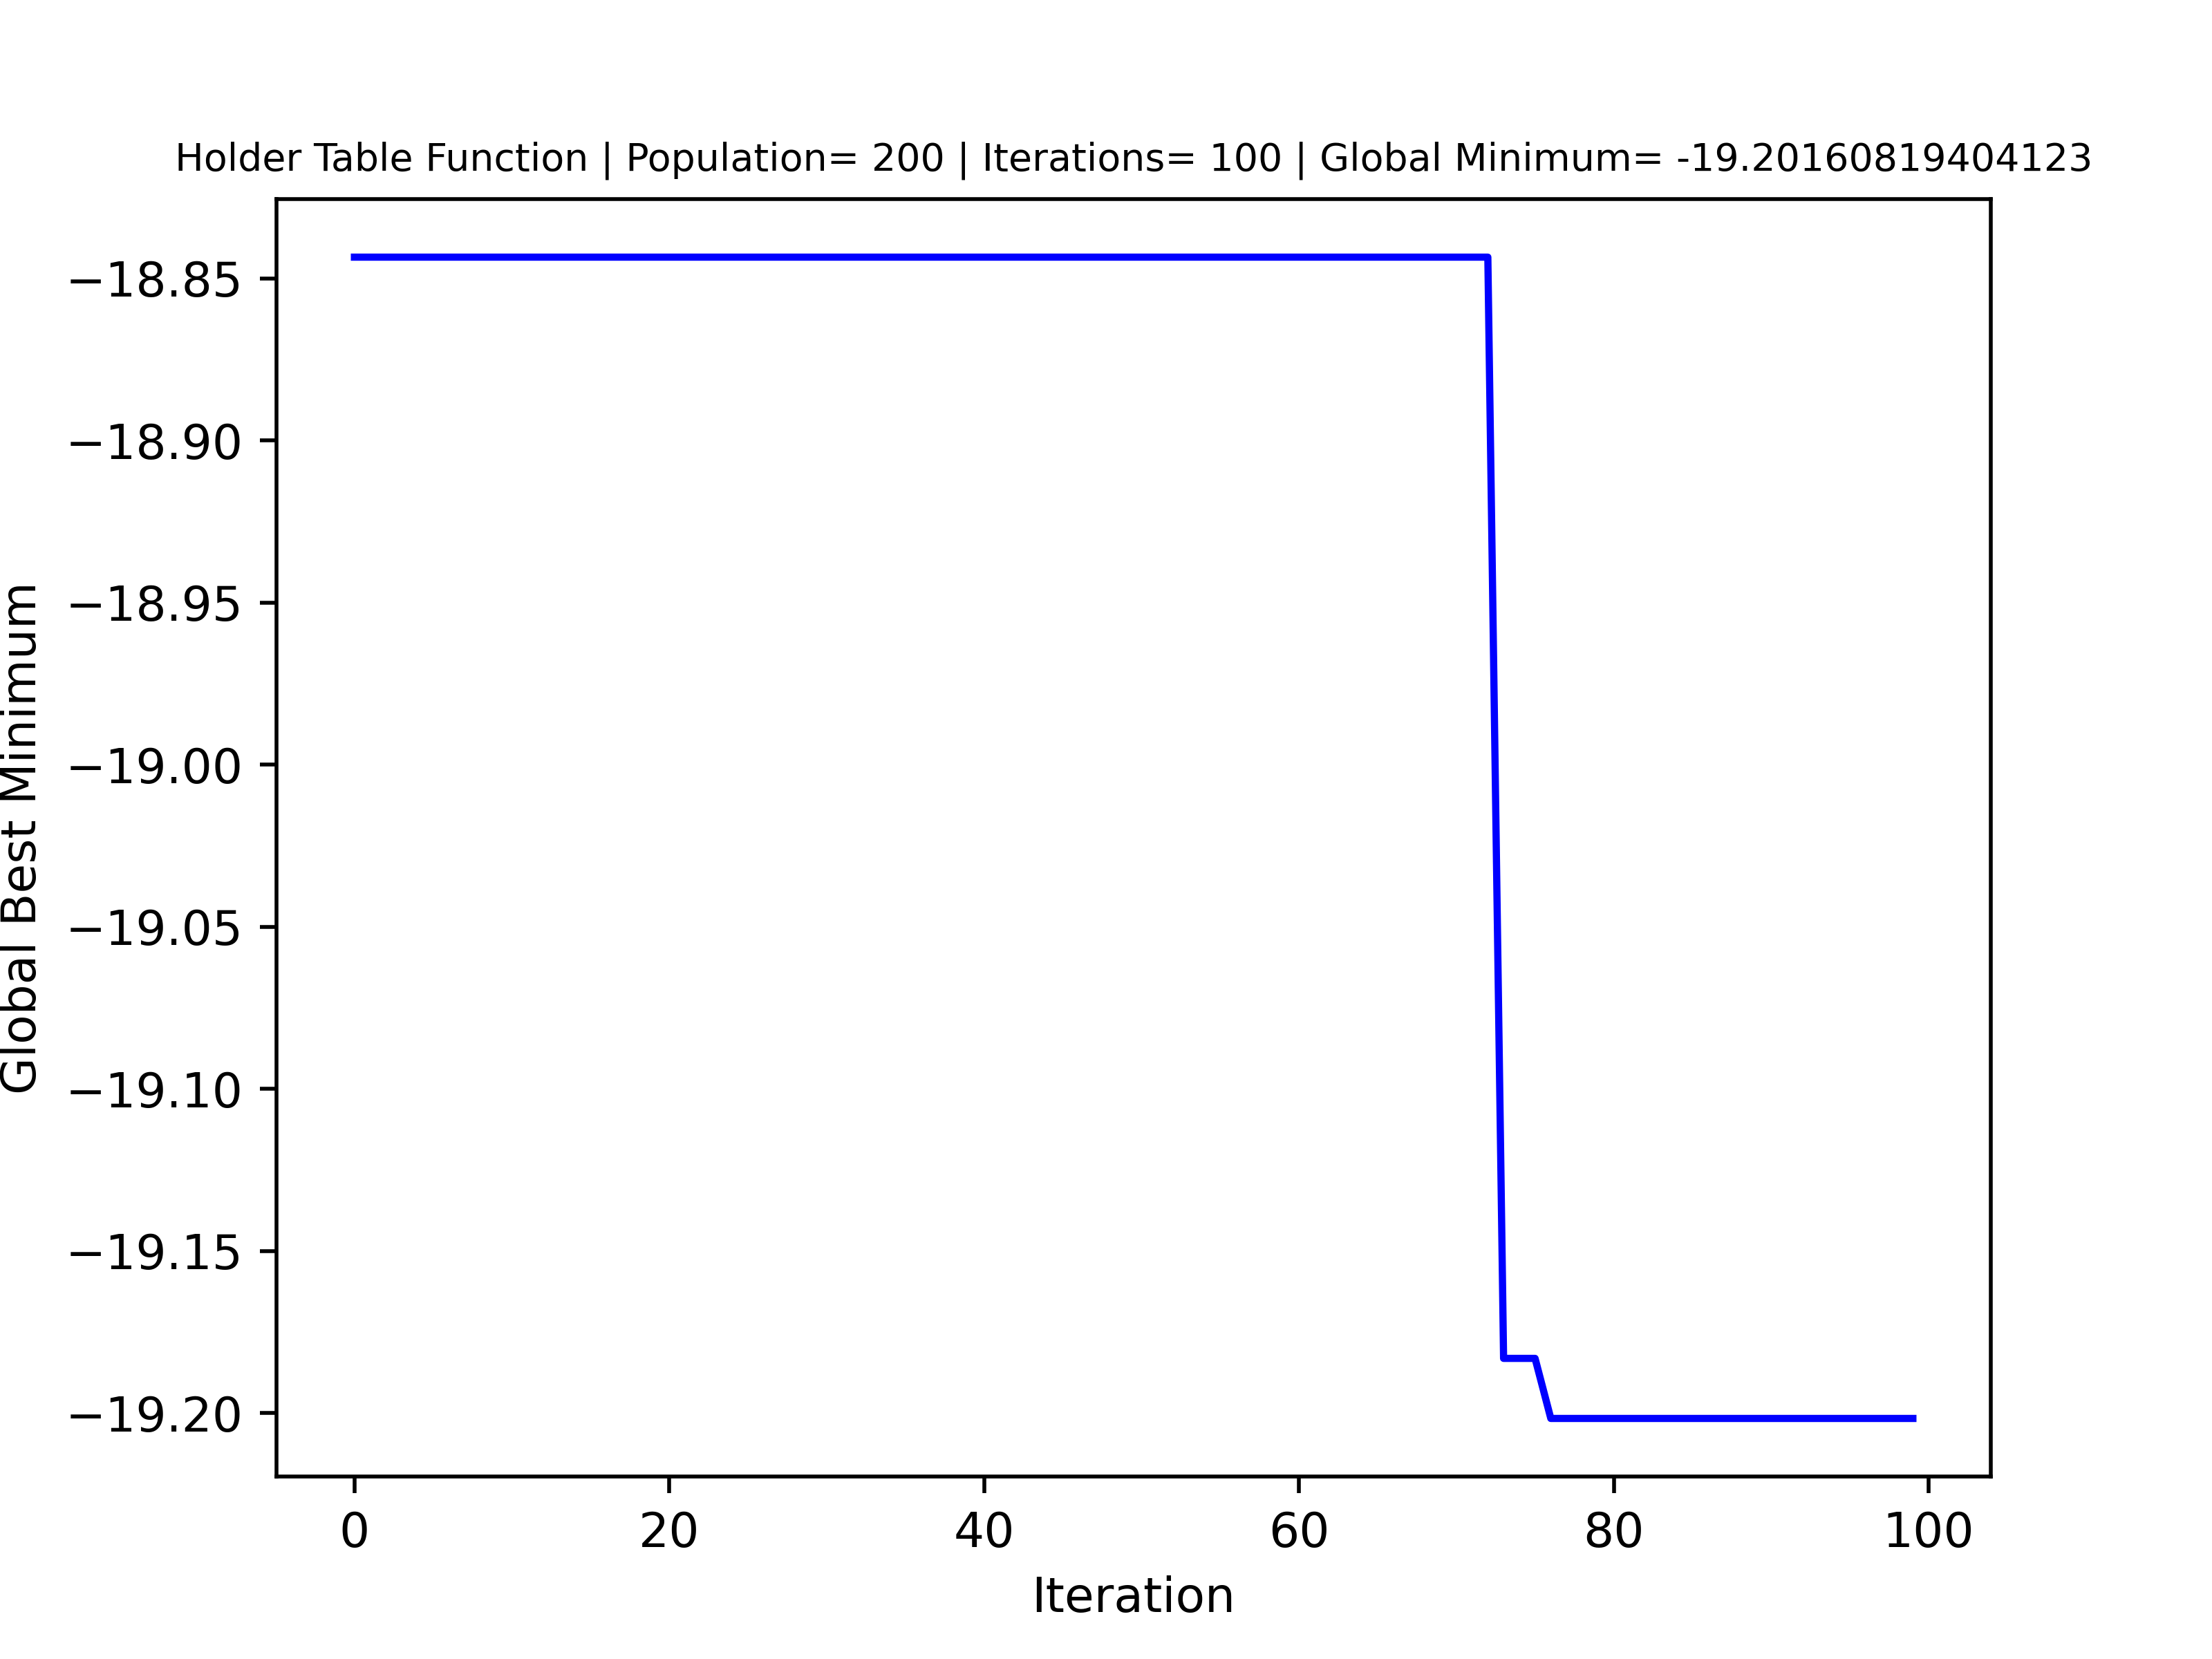 Holder Table Function | Population= 200 | Iterations= 100 | Global Minimum= -19.20160819404123
Global Best Minimum
−18.85
−18.90
−18.95
−19.00
−19.05
−19.10
−19.15
−19.20
0 20 40 60 80 100
Iteration